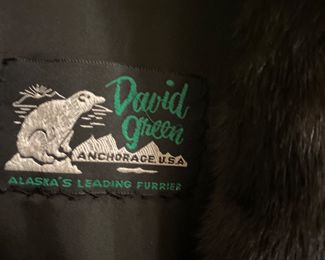 David
green
ANCHORAGE, U.S.A
ALASKA'S LEADING FURRIER